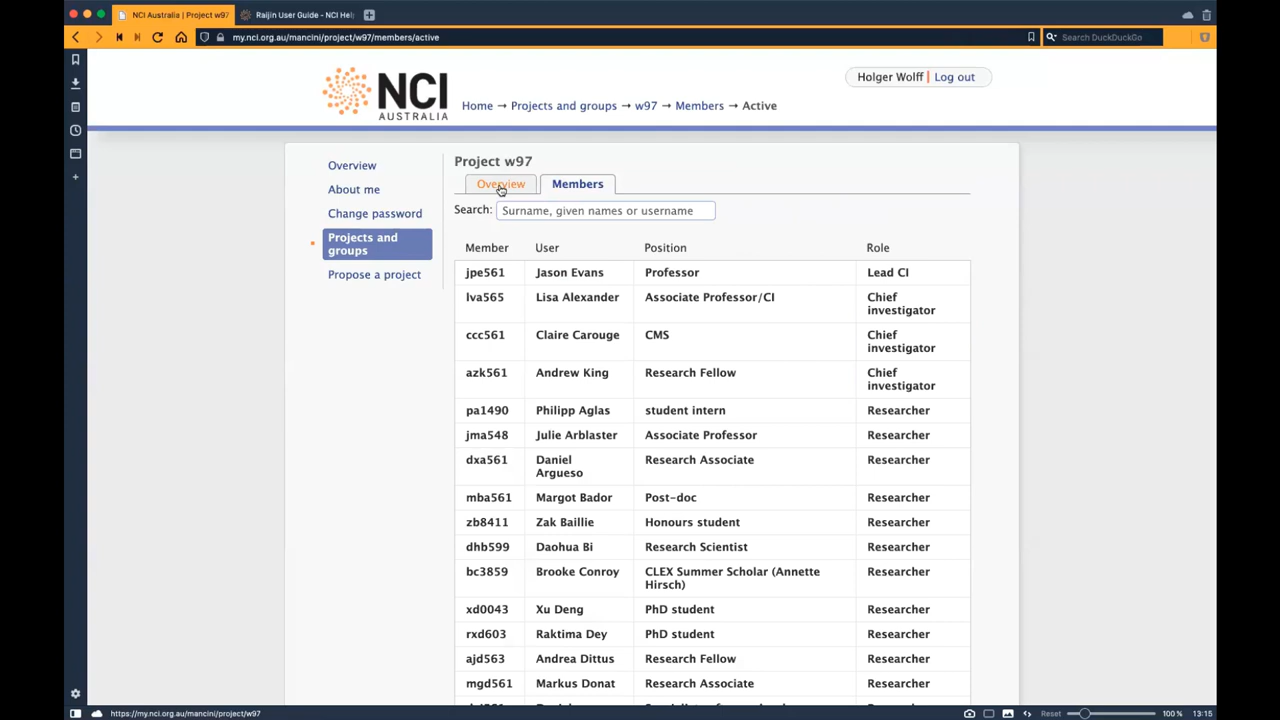 NCI Australia | Project w97
Raijin User Guide - NCI Hel
my.nci.org.au/mancini/project/w97/members/active
Search DuckDuckGo
NCI
AUSTRALIA
Holger Wolff | Log out
Home → Projects and groups → w97 → Members → Active
Overview
About me
Change password
Projects and
groups
Propose a project
Project w97
Overview Members
Search: Surname, given names or username
Member User Position Role
jpe561 Jason Evans Professor Lead CI
lva565 Lisa Alexander Associate Professor/CI Chief
investigator
ccc561 Claire Carouge CMS Chief
investigator
azk561 Andrew King Research Fellow Chief
investigator
pa1490 Philipp Aglas student intern Researcher
jma548 Julie Arblaster Associate Professor Researcher
dxa561 Daniel Research Associate Researcher
Argueso
mba561 Margot Bador Post-doc Researcher
zb8411 Zak Baillie Honours student Researcher
dhb599 Daohua Bi Research Scientist Researcher
bc3859 Brooke Conroy CLEX Summer Scholar (Annette Researcher
Hirsch)
xd0043 Xu Deng PhD student Researcher
rxd603 Raktima Dey PhD student Researcher
ajd563 Andrea Dittus Research Fellow Researcher
mgd561 Markus Donat Research Associate Researcher
https://my.nci.org.au/mancini/project/w97
Reset 100 % 13:15